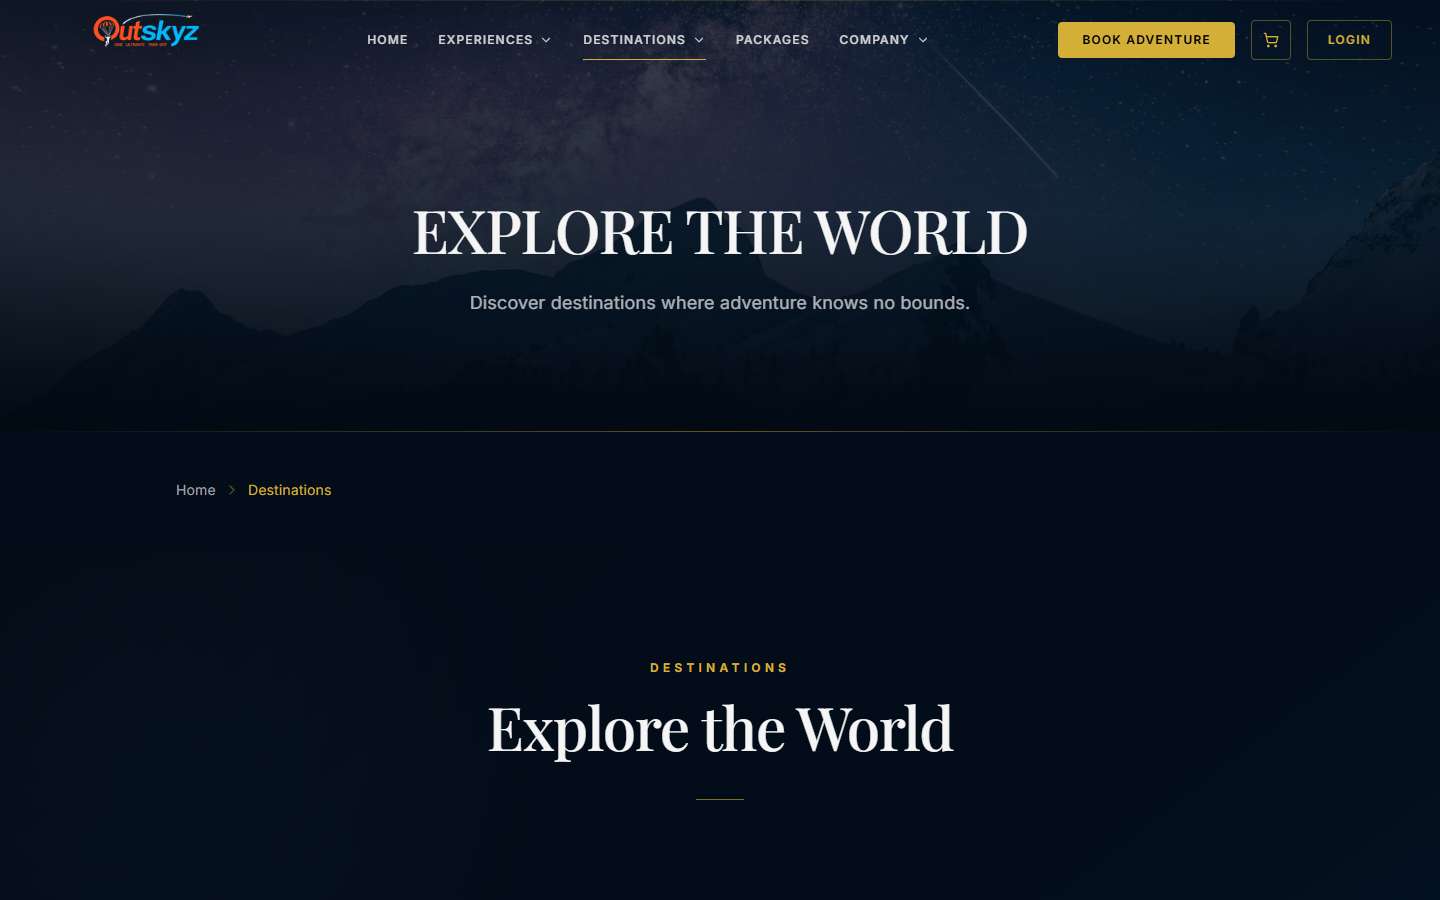 Outskyz
HOME
EXPERIENCES
DESTINATIONS
PACKAGES
COMPANY
BOOK ADVENTURE
LOGIN
EXPLORE THE WORLD
Discover destinations where adventure knows no bounds.
Home
Destinations
DESTINATIONS
Explore the World